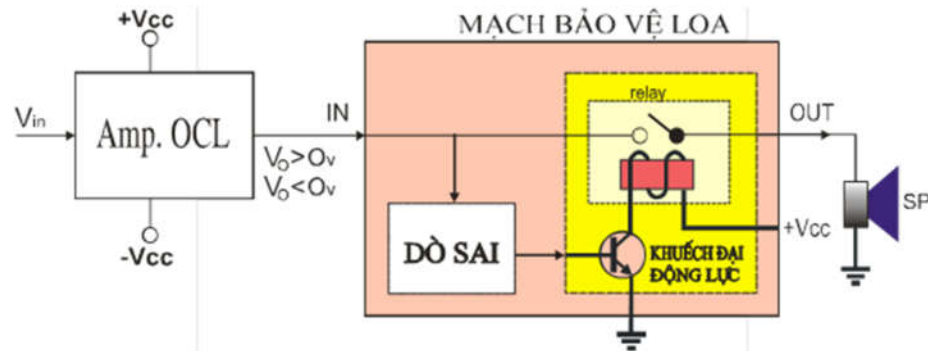 MẠCH BẢO VỆ LOA
+Vcc
Vin
Amp. OCL
-Vcc
IN
VO>Ov
VO<Ov
relay
OUT
DÒ SAI
KHUẾCH ĐẠI
ĐỘNG LỰC
+Vcc
SP